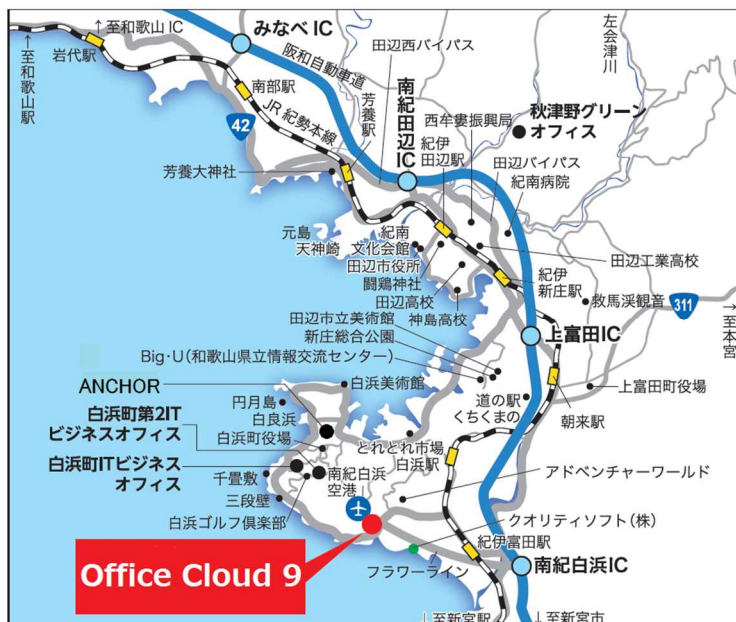 ↑至和歌山IC
みなべIC
左会津川
岩代駅
←至和歌山駅
阪和自動車道
田辺西バイパス
南部駅
JR紀勢本線
芳養駅
南紀田辺IC
西牟婁振興局
秋津野グリーン
オフィス
42
紀伊
田辺駅
田辺バイパス
紀南病院
芳養大神社
元島
天神崎
紀南
文化会館
田辺市役所
闘鶏神社
田辺高校
神島高校
田辺工業高校
紀伊
新庄駅
救馬渓観音
311
→至本宮
田辺市立美術館
新庄総合公園
Big・U(和歌山県立情報交流センター)
上富田IC
ANCHOR
白浜美術館
円月島
白良浜
道の駅
くちくまの
上富田町役場
朝来駅
白浜町第2IT
ビジネスオフィス
白浜町役場
とれとれ市場
白浜駅
白浜町ITビジネス
オフィス
千畳敷
南紀白浜
空港
アドベンチャーワールド
三段壁
白浜ゴルフ倶楽部
クオリティソフト(株)
紀伊富田駅
Office Cloud 9
フラワーライン
南紀白浜IC
↓至新宮駅
↓至新宮市